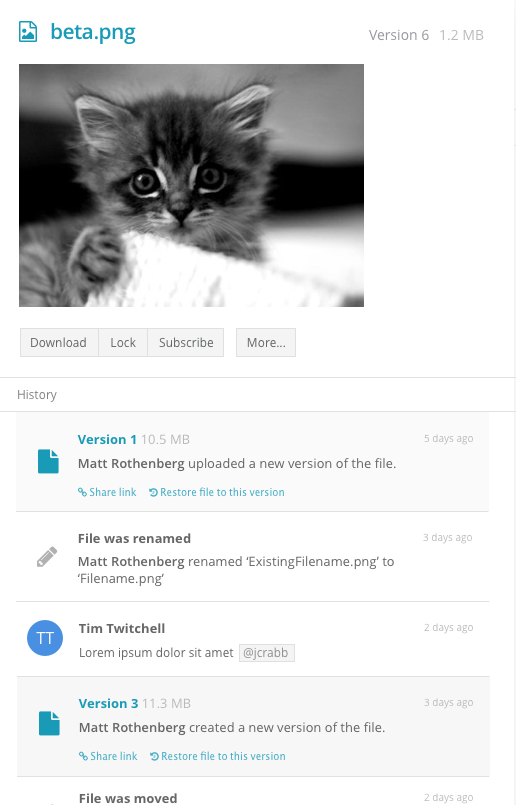 beta.png
Version 6 1.2 MB
Download Lock Subscribe More...
History
Version 1 10.5 MB 5 days ago
Matt Rothenberg uploaded a new version of the file.
Share link Restore file to this version
File was renamed 3 days ago
Matt Rothenberg renamed ‘ExistingFilename.png’ to
‘Filename.png’
TT Tim Twitchell 2 days ago
Lorem ipsum dolor sit amet @jcrabb
Version 3 11.3 MB 3 days ago
Matt Rothenberg created a new version of the file.
Share link Restore file to this version
File was moved 2 days ago